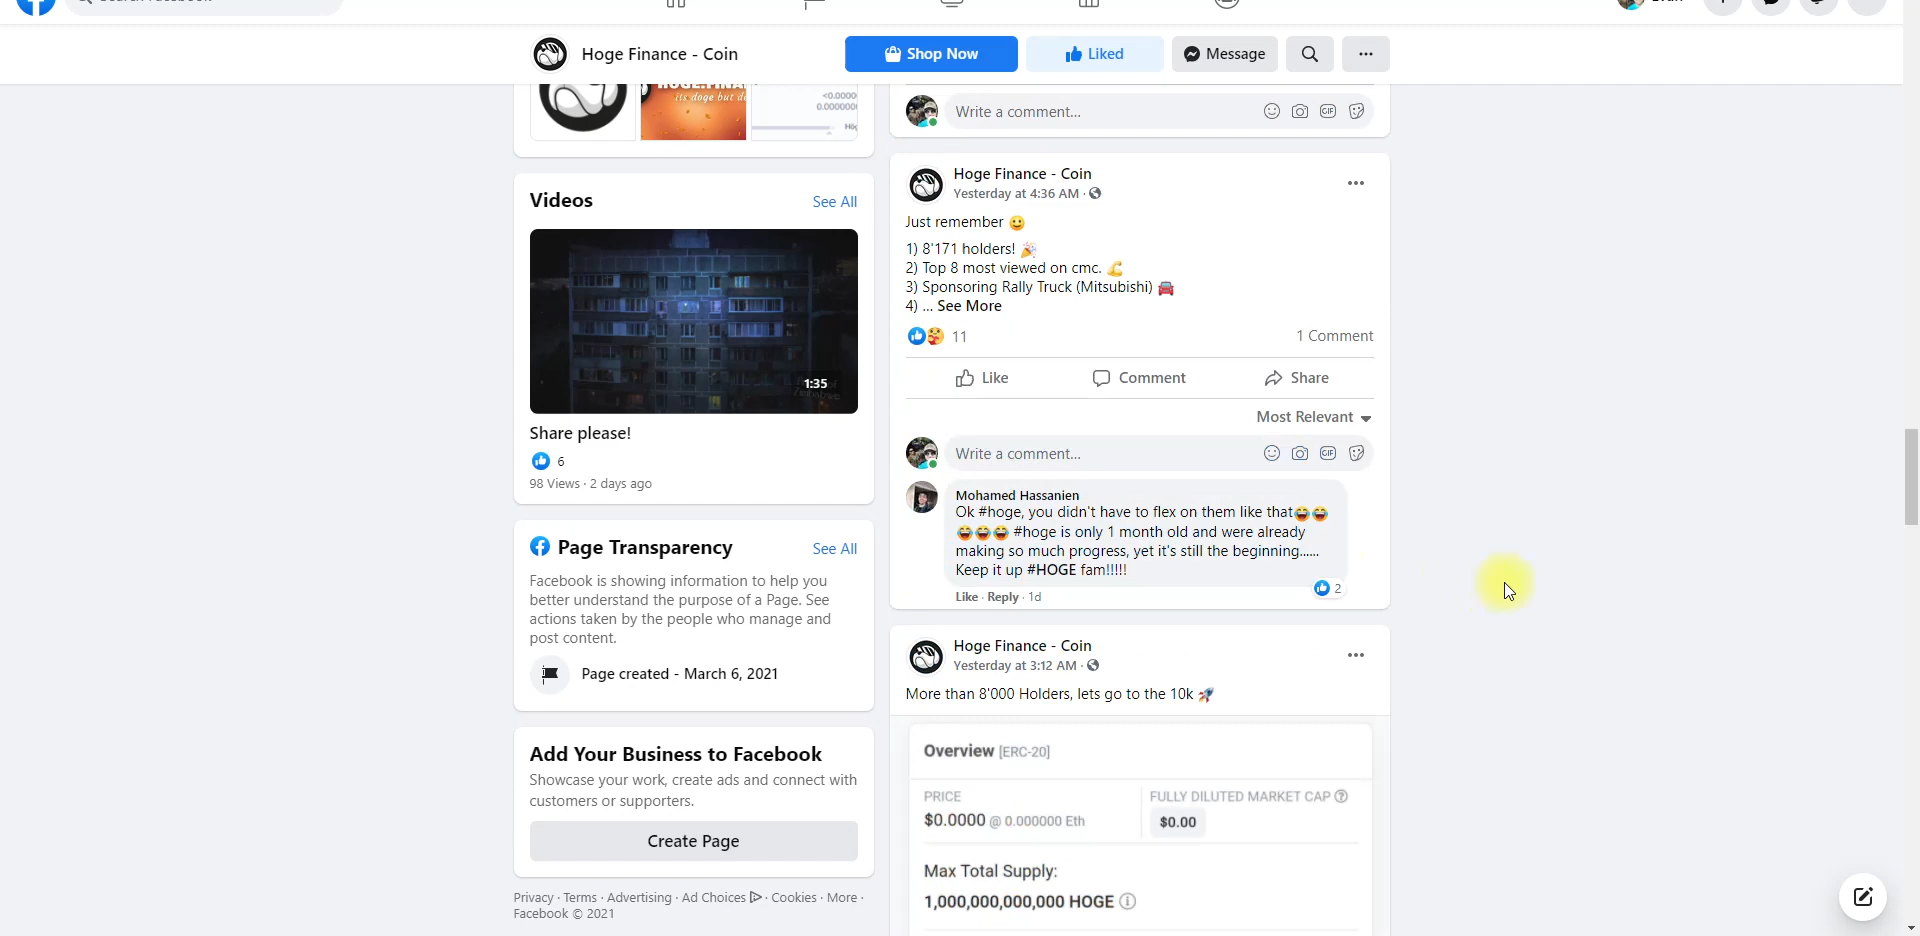 Hoge Finance - Coin
Shop Now
Liked
Message
its doge but
<0.0000
0.000000
Write a comment...
Videos
See All
1:35
Share please!
6
98 Views · 2 days ago
Page Transparency
See All
Facebook is showing information to help you
better understand the purpose of a Page. See
actions taken by the people who manage and
post content.
Page created - March 6, 2021
Add Your Business to Facebook
Showcase your work, create ads and connect with
customers or supporters.
Create Page
Privacy · Terms · Advertising · Ad Choices · Cookies · More ·
Facebook © 2021
Hoge Finance - Coin
Yesterday at 4:36 AM ·
Just remember 🙂
1) 8'171 holders! 🎉
2) Top 8 most viewed on cmc. 💪
3) Sponsoring Rally Truck (Mitsubishi) 🚘
4) ... See More
11
1 Comment
Like
Comment
Share
Most Relevant
Write a comment...
GIF
Mohamed Hassanien
Ok #hoge, you didn't have to flex on them like that😂😂
😂😂😂 #hoge is only 1 month old and were already
making so much progress, yet it's still the beginning......
Keep it up #HOGE fam!!!!!
2
Like · Reply · 1d
Hoge Finance - Coin
Yesterday at 3:12 AM ·
More than 8'000 Holders, lets go to the 10k 🚀
Overview [ERC-20]
PRICE
$0.0000 @ 0.000000 Eth
FULLY DILUTED MARKET CAP
$0.00
Max Total Supply:
1,000,000,000,000 HOGE